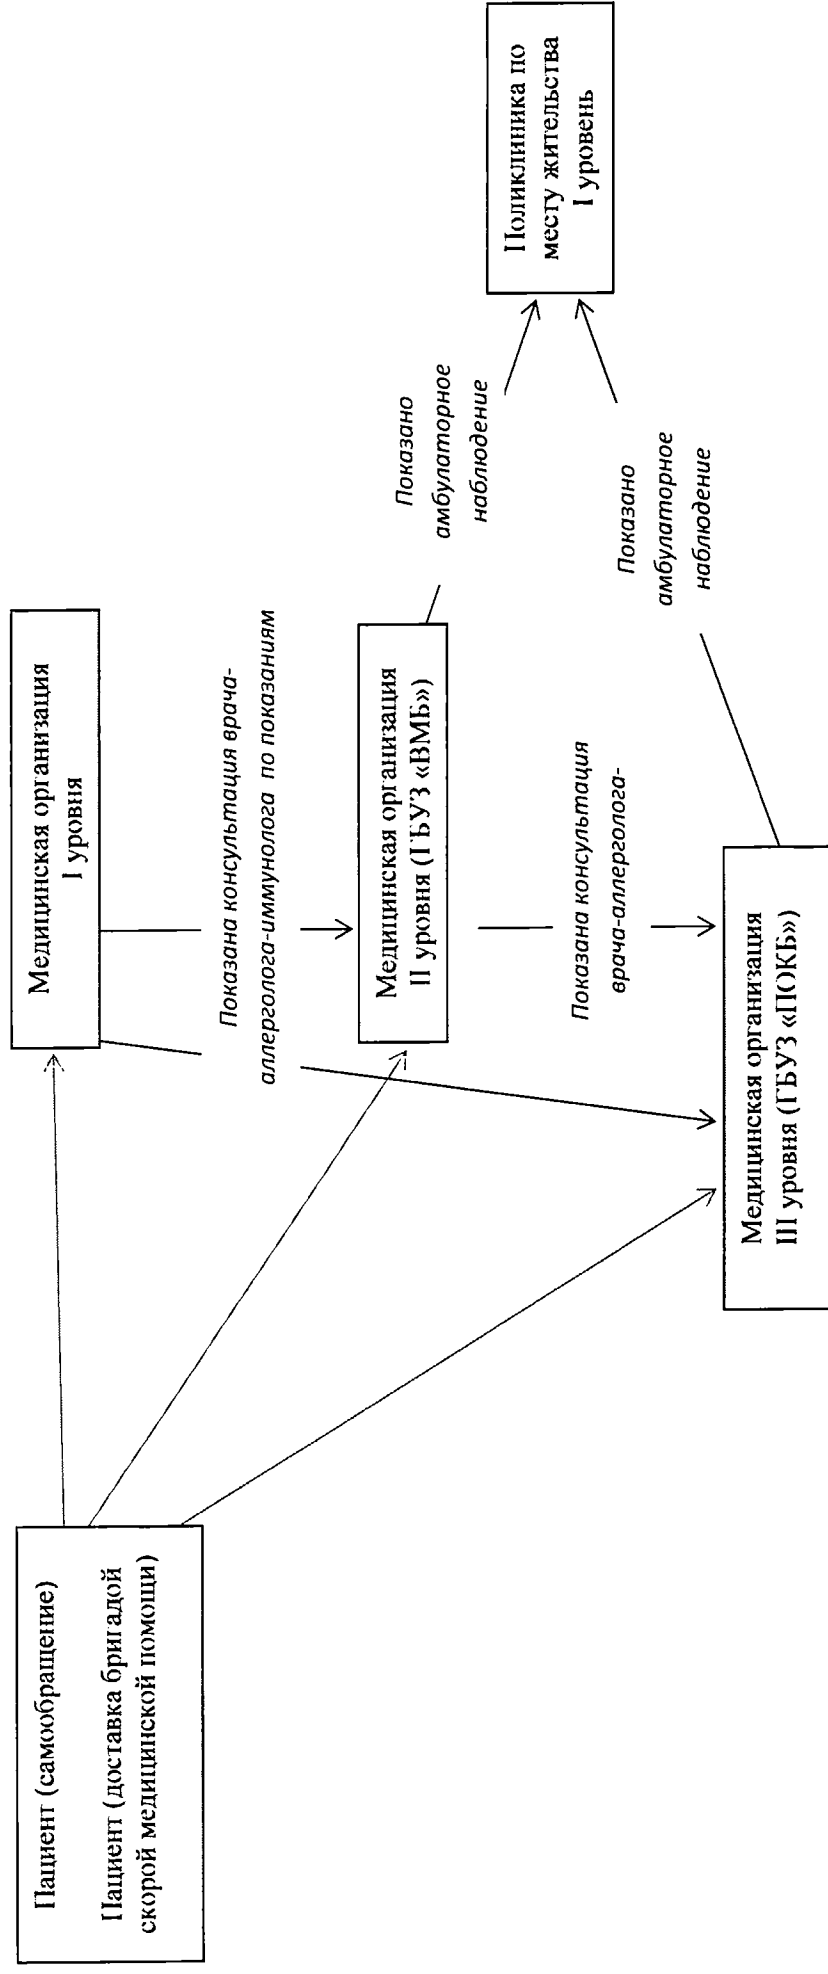 Пациент (самообращение)
Пациент (доставка бригадой
скорой медицинской помощи)
Медицинская организация
I уровня
Показана консультация врача-
аллерголога-иммунолога по показаниям
Медицинская организация
II уровня (ГБУЗ «ВМБ»)
Показана консультация
врача-аллерголога-
Медицинская организация
III уровня (ГБУЗ «ПОКБ»)
Показано
амбулаторное
наблюдение
Показано
амбулаторное
наблюдение
Поликлиника по
месту жительства
I уровень